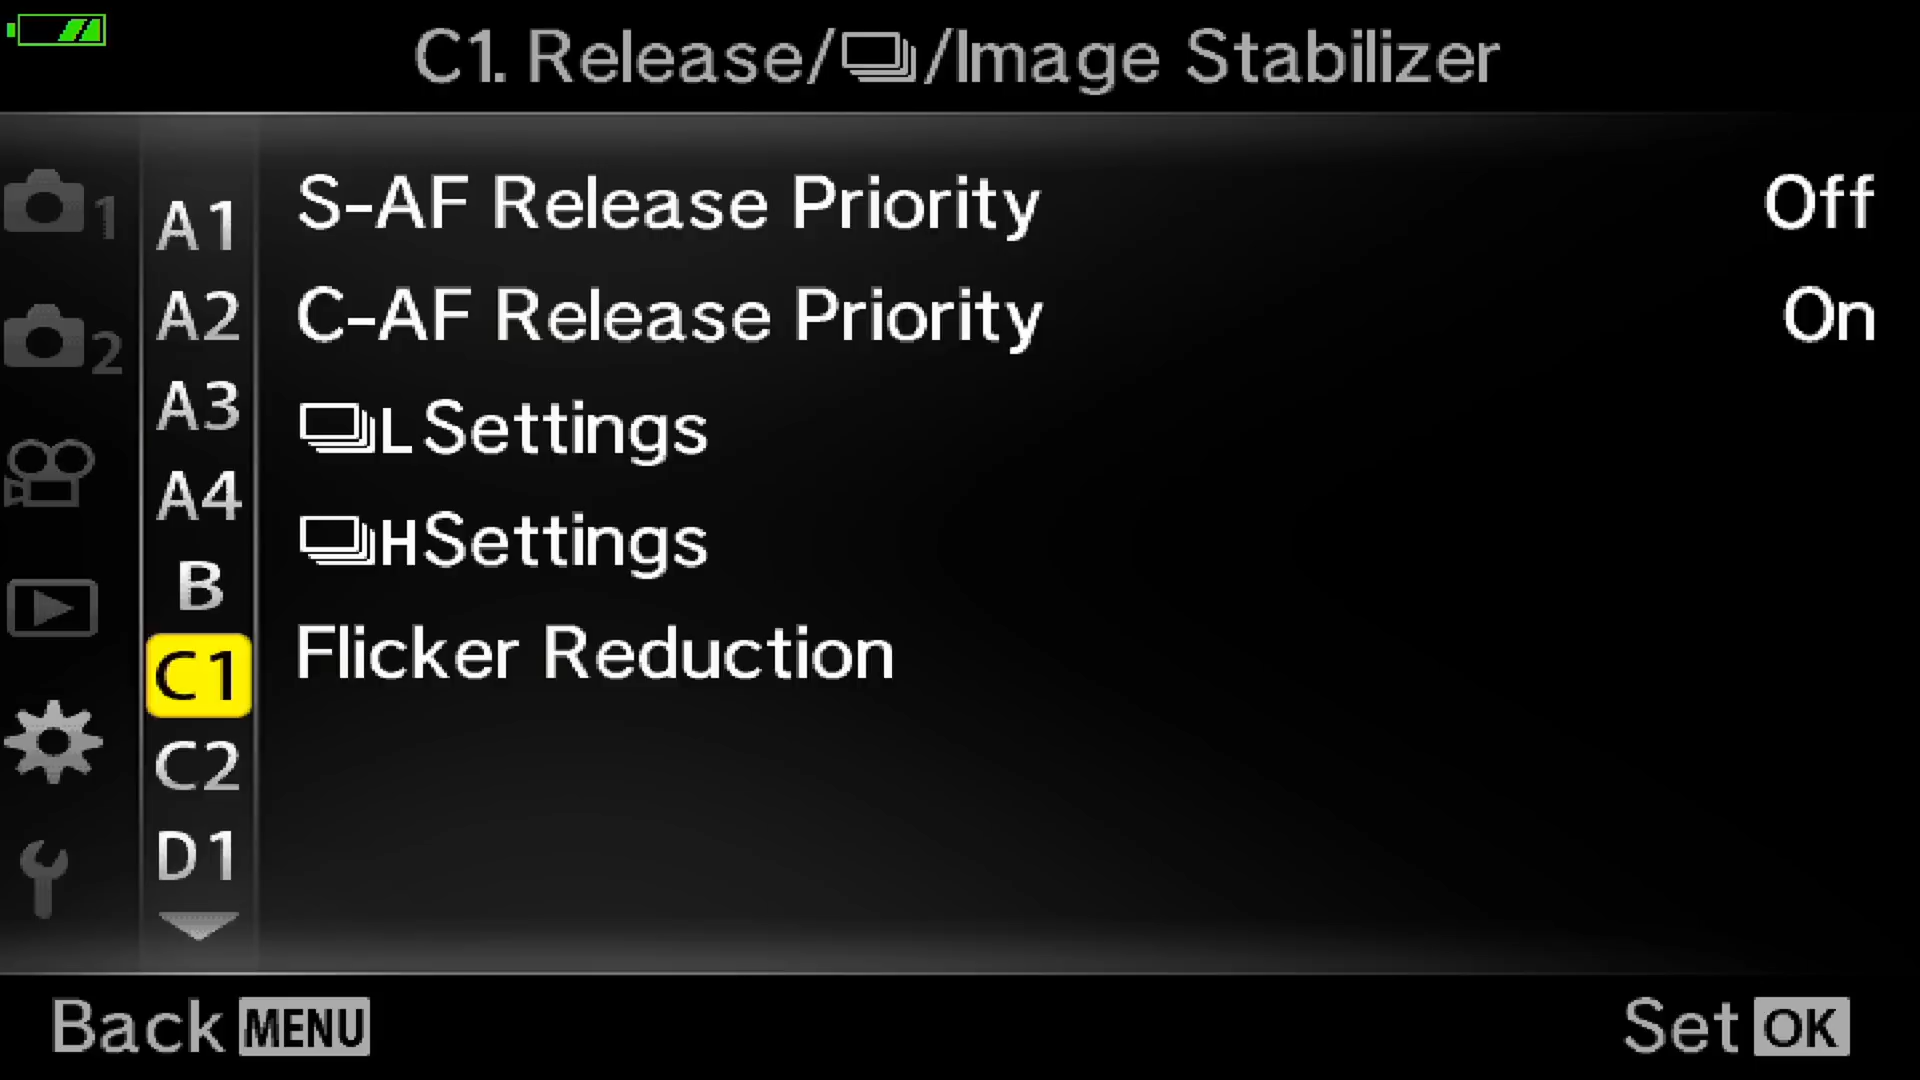 C1. Release/ /Image Stabilizer
1
2
A1
A2
A3
A4
B
C1
C2
D1
S-AF Release Priority Off
C-AF Release Priority On
L Settings
H Settings
Flicker Reduction
Back MENU
Set OK